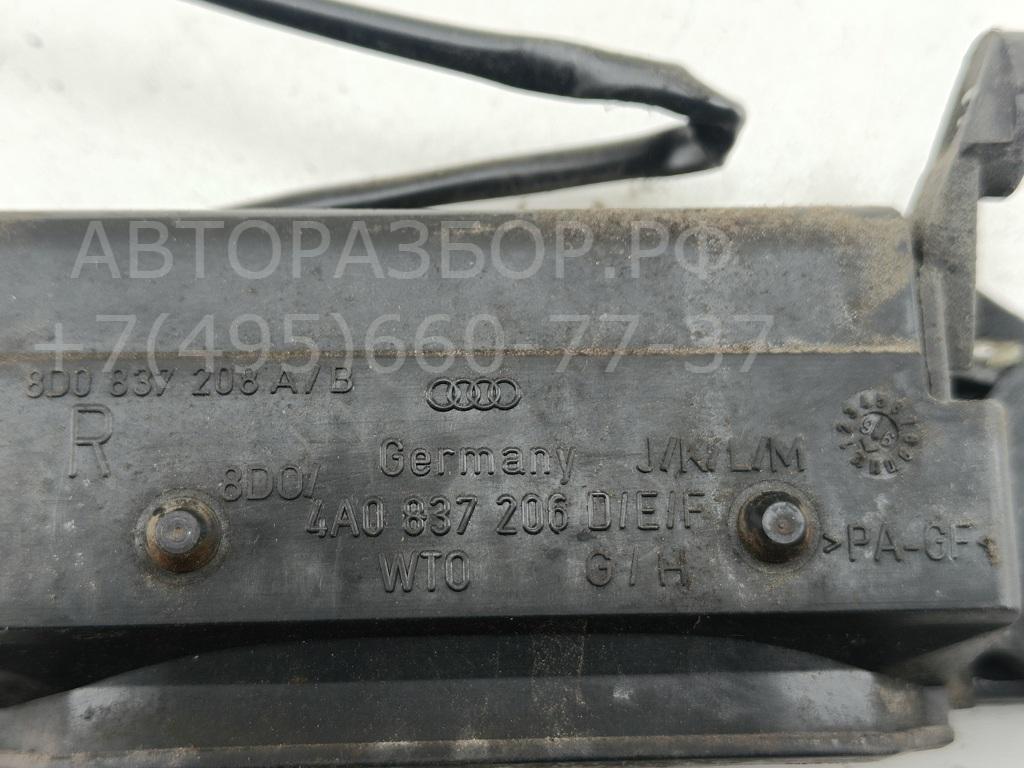 АВТОРАЗБОР.РФ
+7(495)660-77-37
8D0 837 208 A/B
R
Germany J/K/L/M
8D0/
4A0 837 206 D/E/F
>PA-GF<
WTO G/H